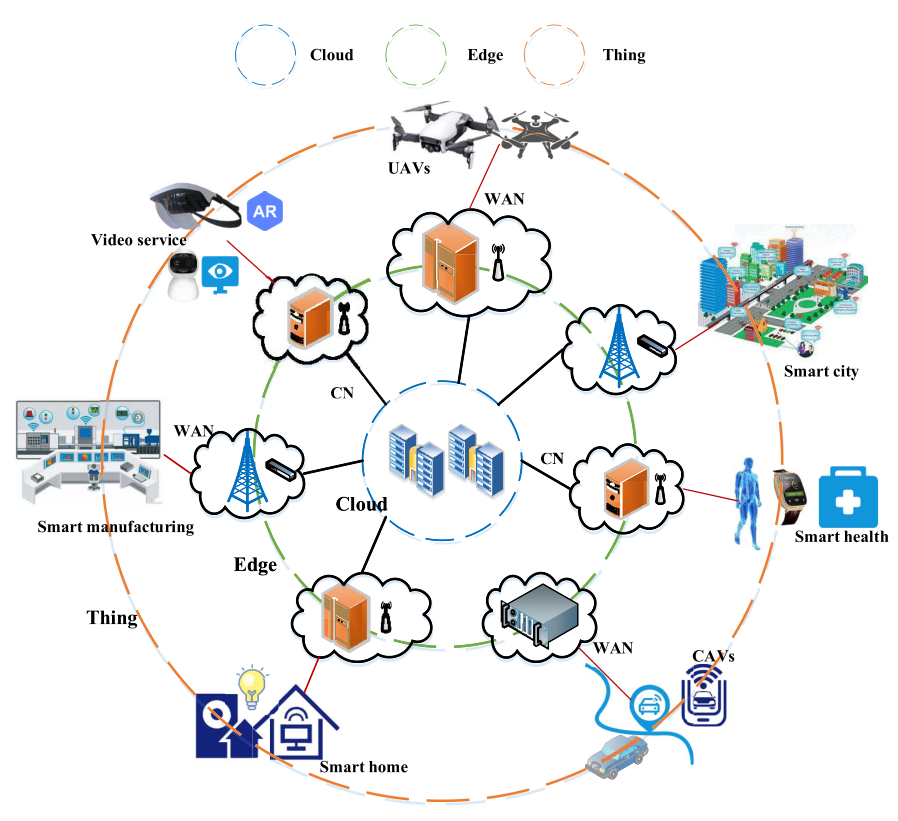 Cloud
Edge
Thing
UAVs
WAN
AR
Video service
Smart city
CN
WAN
CN
Cloud
Smart manufacturing
Smart health
Edge
Thing
WAN
CAVs
Smart home